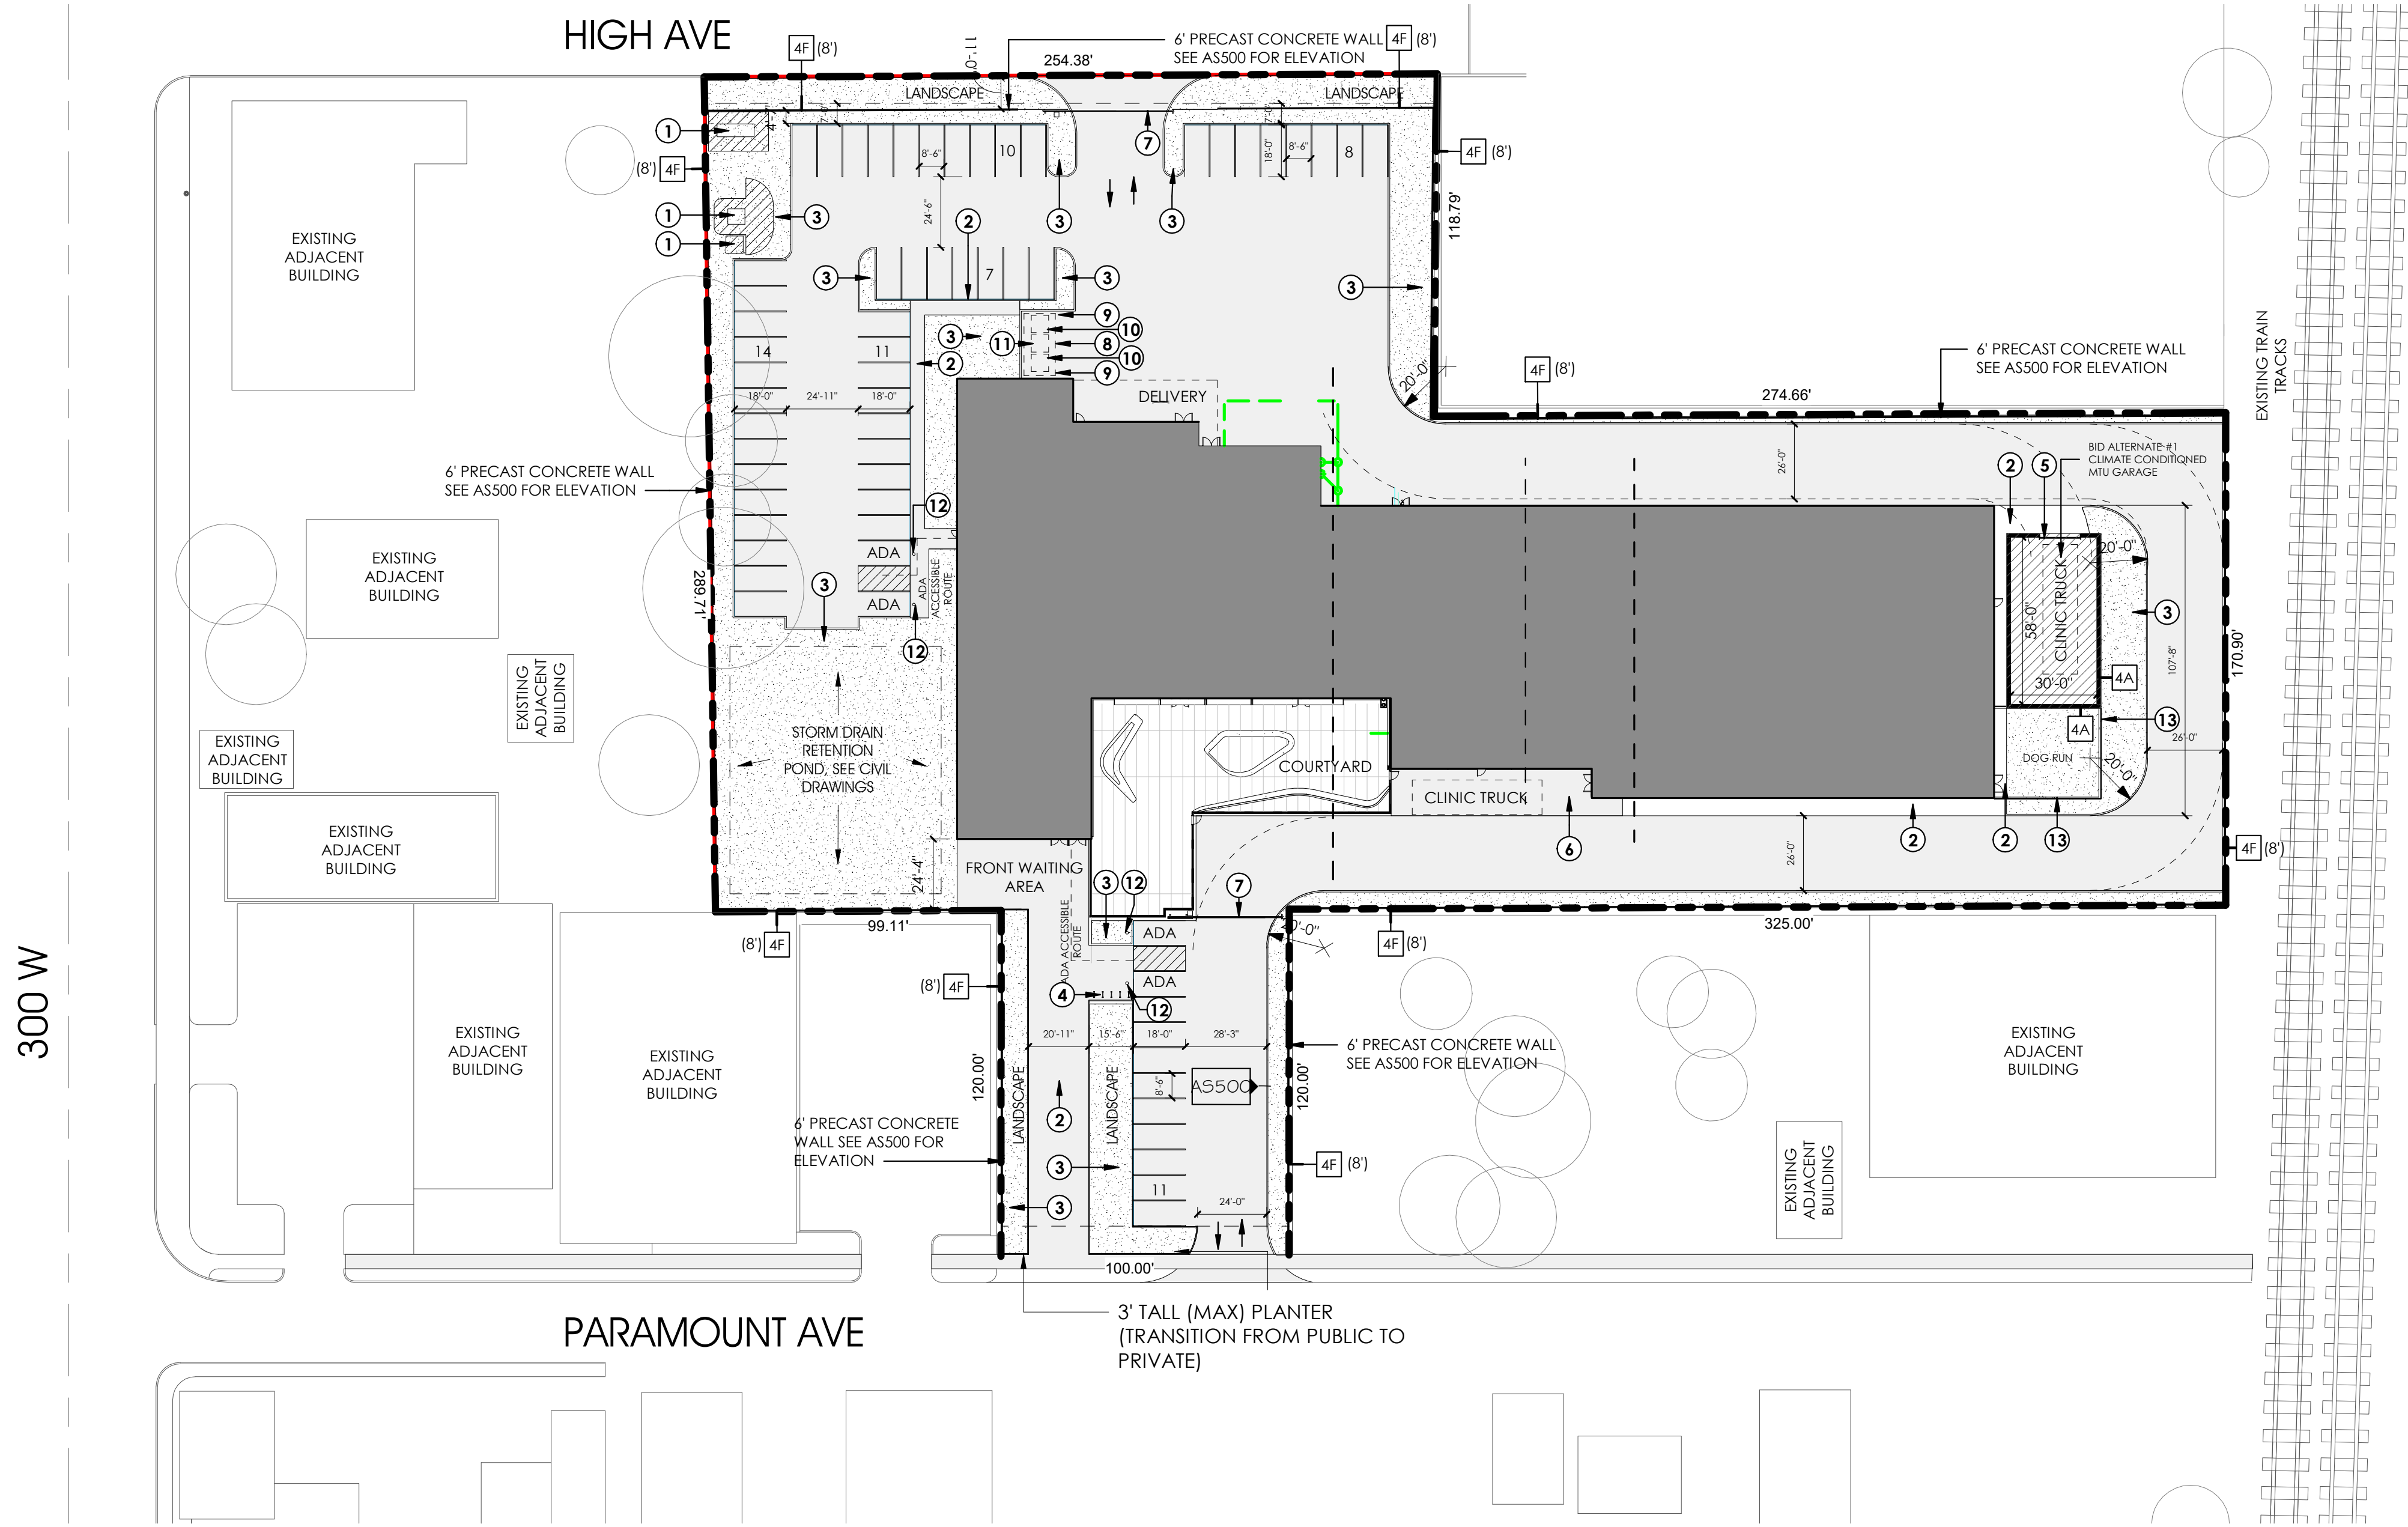 HIGH AVE
4F (8')
11'-0"
254.38'
6' PRECAST CONCRETE WALL
SEE AS500 FOR ELEVATION
4F (8')
LANDSCAPE
LANDSCAPE
1
4'-
7'-0"
7'-0"
7
(8') 4F
8'-6"
10
18'-0"
8'-6"
8
4F (8')
118.79'
1
3
1
24'-6"
2
3
3
EXISTING
ADJACENT
BUILDING
3
7
3
3
14
11
3
2
11
9
10
8
10
9
18'-0"
24'-11"
18'-0"
DELIVERY
20'-0"
4F (8')
274.66'
6' PRECAST CONCRETE WALL
SEE AS500 FOR ELEVATION
EXISTING TRAIN
TRACKS
6' PRECAST CONCRETE WALL
SEE AS500 FOR ELEVATION
26'-0"
2
5
BID ALTERNATE #1
CLIMATE CONDITIONED
MTU GARAGE
12
ADA
ADA
ADA
ACCESSIBLE
ROUTE
12
3
289.71'
EXISTING
ADJACENT
BUILDING
EXISTING
ADJACENT
BUILDING
EXISTING
ADJACENT
BUILDING
EXISTING
ADJACENT
BUILDING
STORM DRAIN
RETENTION
POND, SEE CIVIL
DRAWINGS
20'-0"
58'-0"
CLINIC TRUCK
30'-0"
3
107'-8"
170.90'
4A
4A
13
26'-0"
DOG RUN
20'-0"
COURTYARD
CLINIC TRUCK
6
2
2
13
26'-0"
4F (8')
24'-4"
FRONT WAITING
AREA
3
12
7
99.11'
(8') 4F
ADA ACCESSIBLE
ROUTE
ADA
ADA
20'-0"
4F (8')
325.00'
300 W
(8') 4F
4
12
EXISTING
ADJACENT
BUILDING
EXISTING
ADJACENT
BUILDING
20'-11"
15'-6"
18'-0"
28'-3"
6' PRECAST CONCRETE WALL
SEE AS500 FOR ELEVATION
EXISTING
ADJACENT
BUILDING
120.00'
LANDSCAPE
2
LANDSCAPE
8'-6"
AS500
120.00'
6' PRECAST CONCRETE
WALL SEE AS500 FOR
ELEVATION
3
3
11
24'-0"
4F (8')
EXISTING
ADJACENT
BUILDING
100.00'
PARAMOUNT AVE
3' TALL (MAX) PLANTER
(TRANSITION FROM PUBLIC TO
PRIVATE)